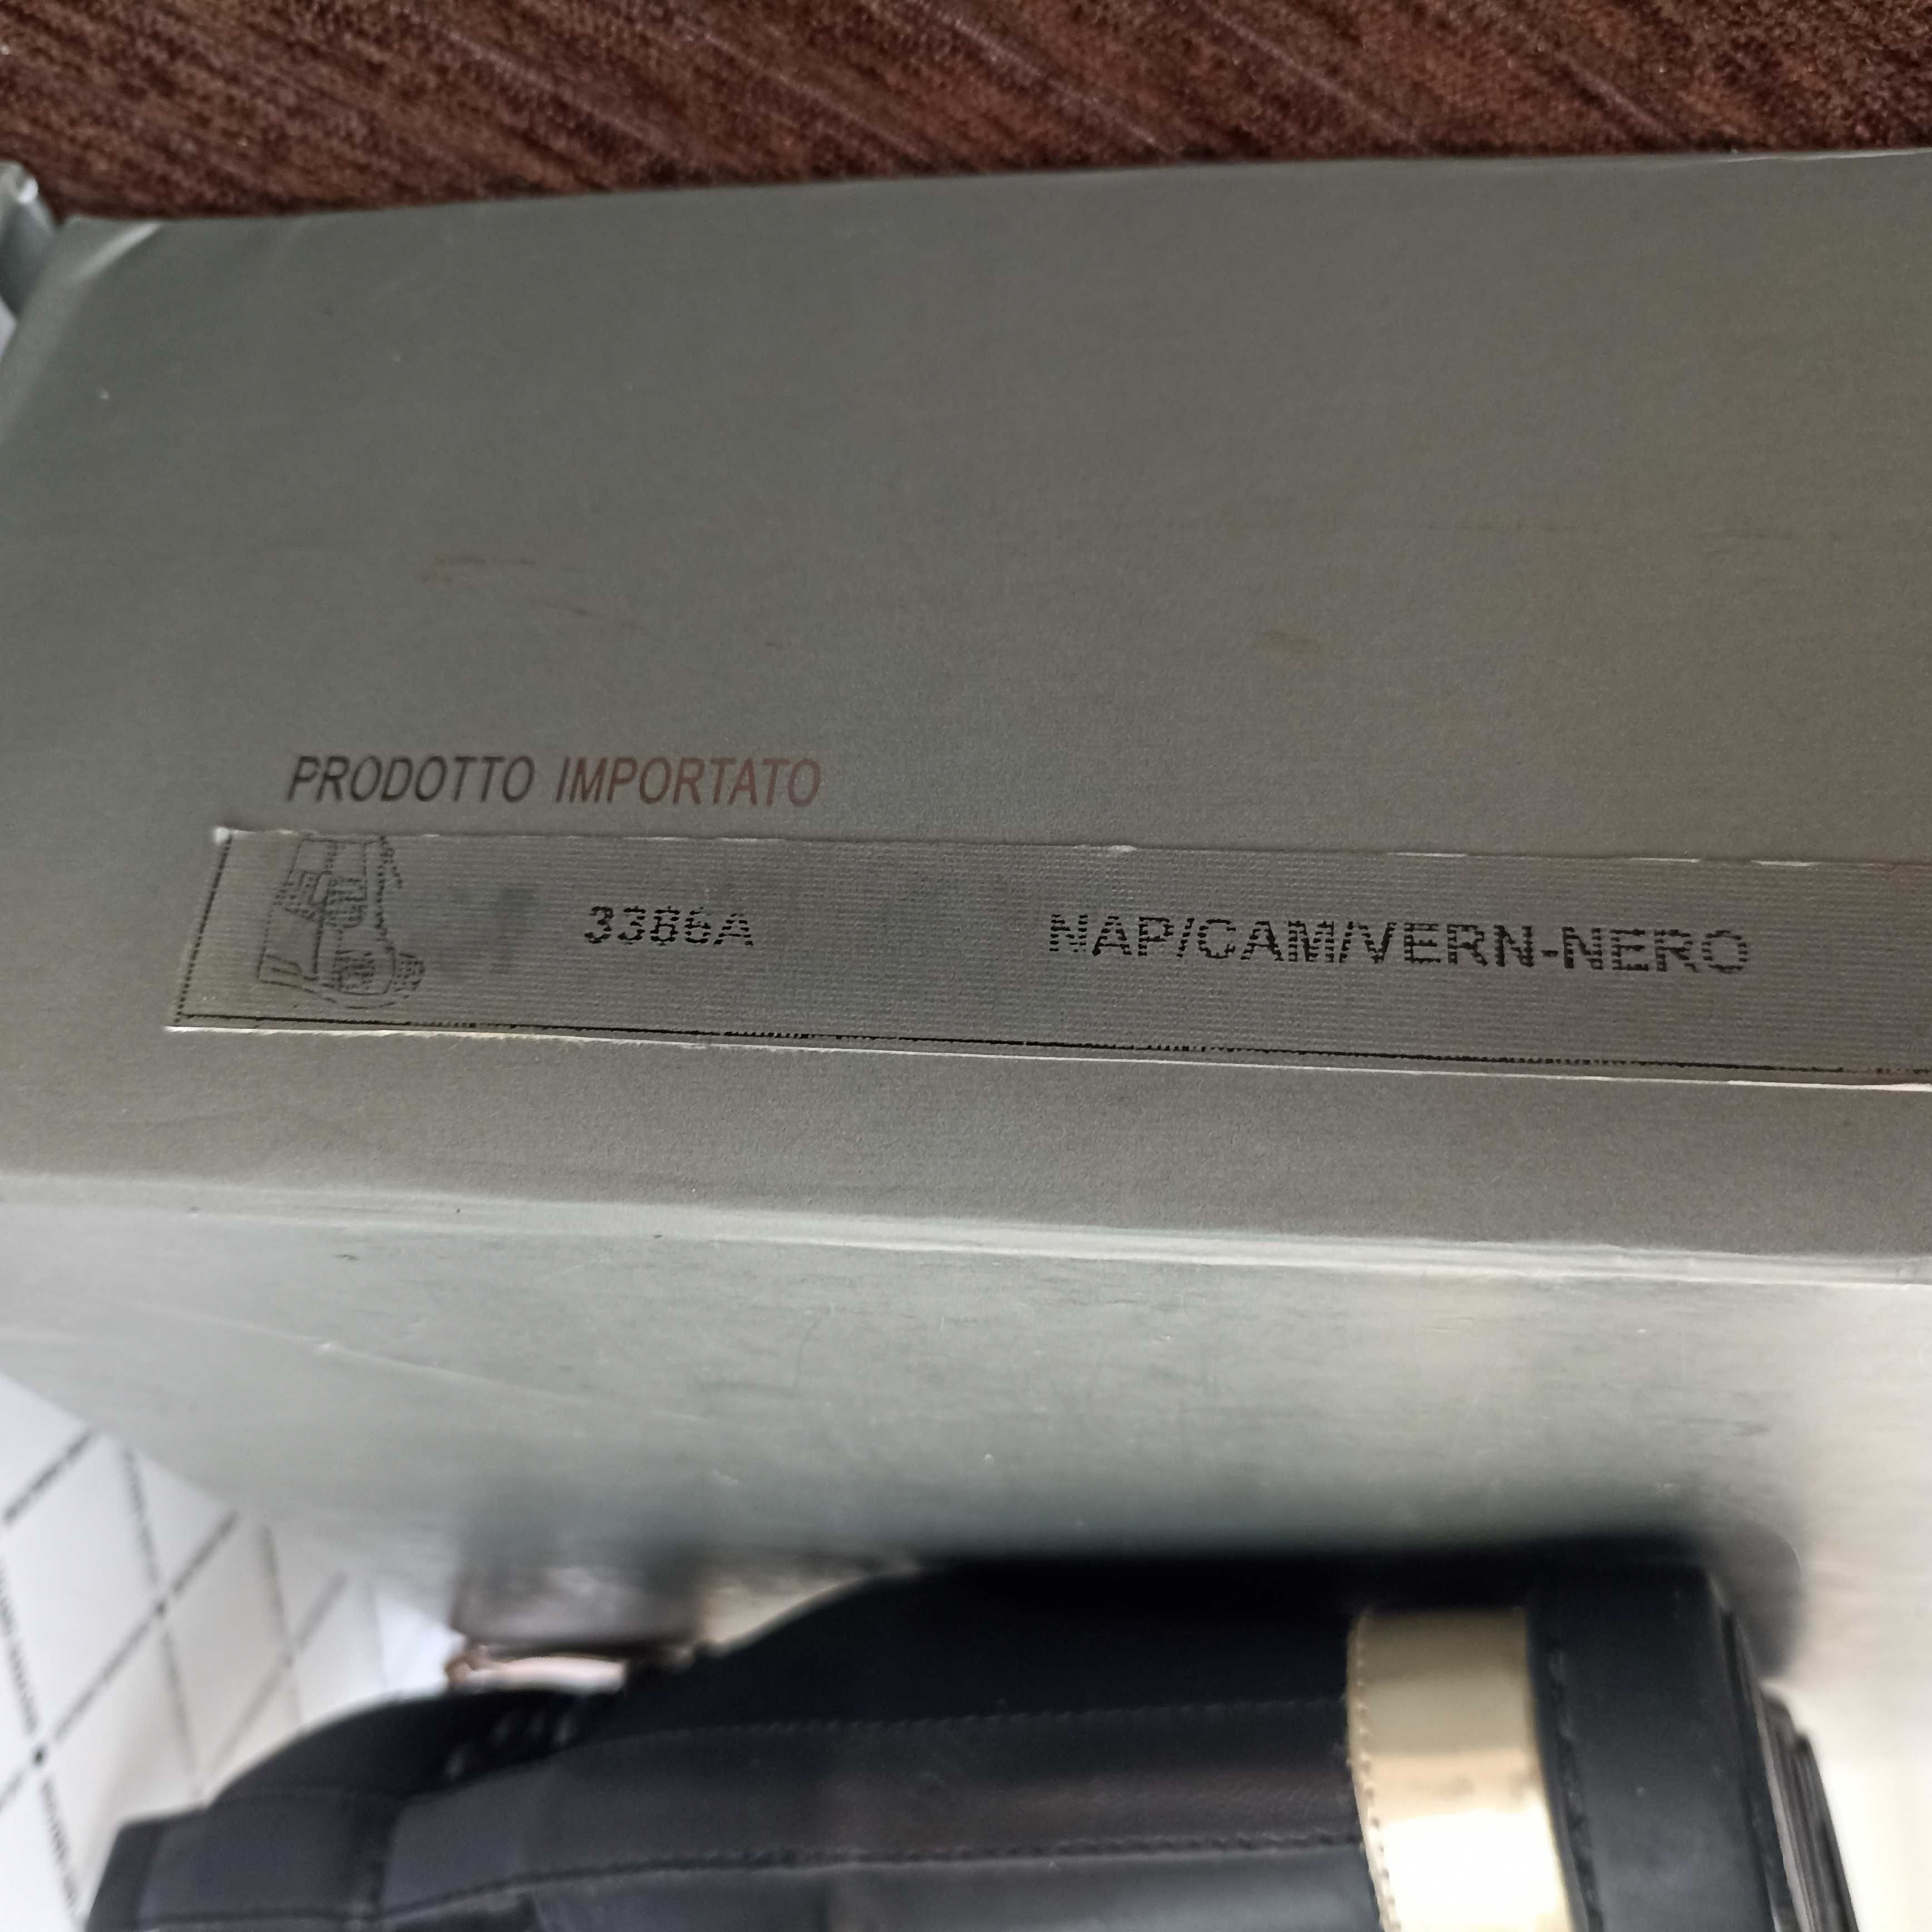 PRODOTTO IMPORTATO
3386A NAP/CAM/VERN-NERO